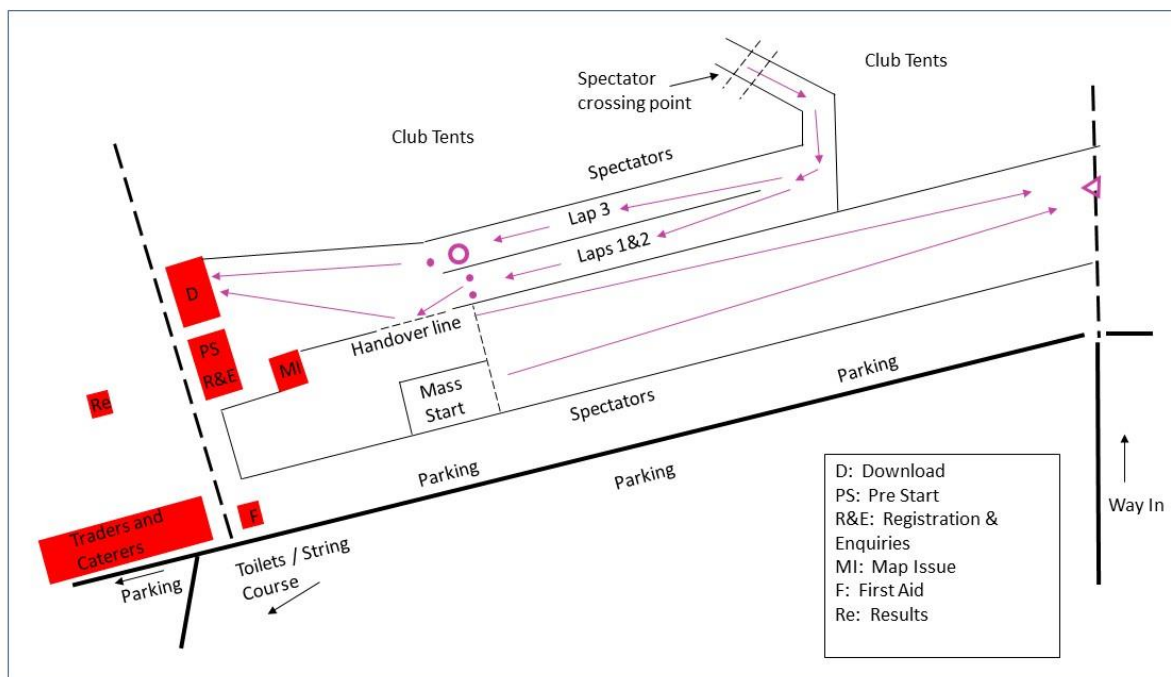 Club Tents
Spectator
crossing point
Club Tents
Spectators
Lap 3
Laps 1&2
D
Handover line
PS
R&E
MI
Mass
Start
Re
Spectators
Parking
Parking
Parking
F
Traders and
Caterers
Toilets / String
Course
Parking
Way In
D: Download
PS: Pre Start
R&E: Registration &
Enquiries
MI: Map Issue
F: First Aid
Re: Results